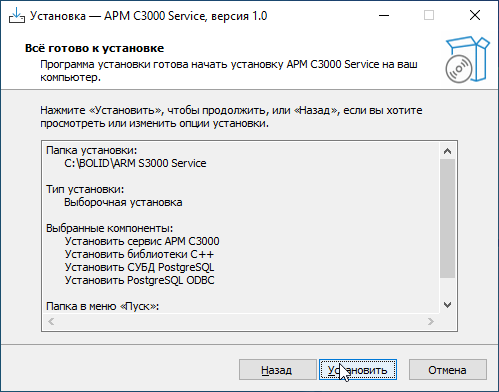 Установка — АРМ С3000 Service, версия 1.0
Всё готово к установке
Программа установки готова начать установку АРМ С3000 Service на ваш
компьютер.
Нажмите «Установить», чтобы продолжить, или «Назад», если вы хотите
просмотреть или изменить опции установки.
Папка установки:
C:\BOLID\ARM S3000 Service
Тип установки:
Выборочная установка
Выбранные компоненты:
Установить сервис АРМ С3000
Установить библиотеки C++
Установить СУБД PostgreSQL
Установить PostgreSQL ODBC
Папка в меню «Пуск»:
Назад
Установить
Отмена